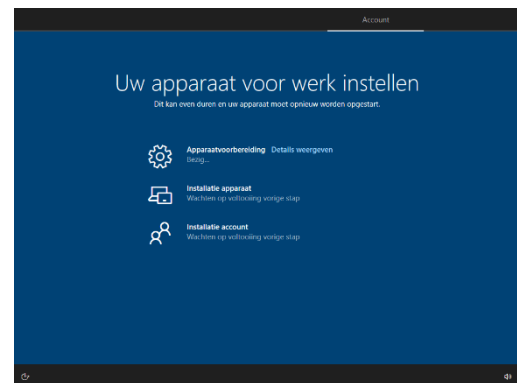 Account
Uw apparaat voor werk instellen
Dit kan even duren en uw apparaat moet opnieuw worden opgestart.
Apparaatvoorbereiding Details weergeven
Bezig...
Installatie apparaat
Wachten op voltooiing vorige stap
Installatie account
Wachten op voltooiing vorige stap